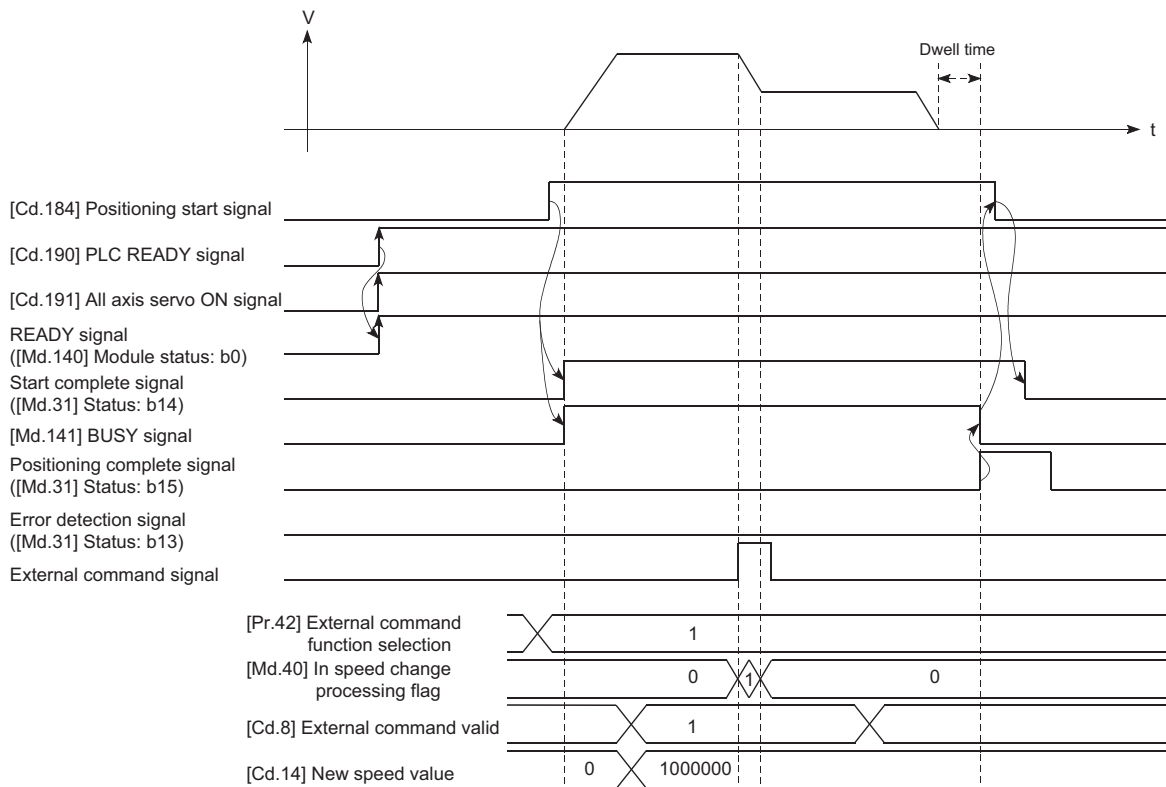 V
Dwell time
t
[Cd.184] Positioning start signal
[Cd.190] PLC READY signal
[Cd.191] All axis servo ON signal
READY signal
([Md.140] Module status: b0)
Start complete signal
([Md.31] Status: b14)
[Md.141] BUSY signal
Positioning complete signal
([Md.31] Status: b15)
Error detection signal
([Md.31] Status: b13)
External command signal
[Pr.42] External command
function selection
1
[Md.40] In speed change
processing flag
0 1 0
[Cd.8] External command valid 1
[Cd.14] New speed value 0 1000000